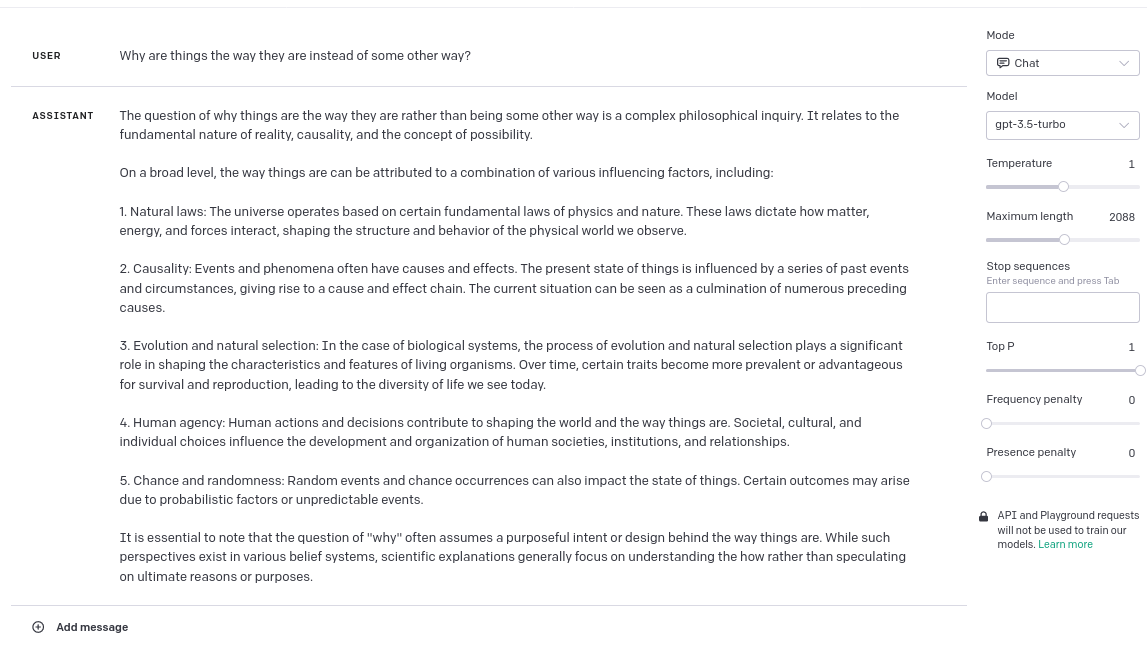 USER
Why are things the way they are instead of some other way?
ASSISTANT
The question of why things are the way they are rather than being some other way is a complex philosophical inquiry. It relates to the
fundamental nature of reality, causality, and the concept of possibility.
On a broad level, the way things are can be attributed to a combination of various influencing factors, including:
1. Natural laws: The universe operates based on certain fundamental laws of physics and nature. These laws dictate how matter,
energy, and forces interact, shaping the structure and behavior of the physical world we observe.
2. Causality: Events and phenomena often have causes and effects. The present state of things is influenced by a series of past events
and circumstances, giving rise to a cause and effect chain. The current situation can be seen as a culmination of numerous preceding
causes.
3. Evolution and natural selection: In the case of biological systems, the process of evolution and natural selection plays a significant
role in shaping the characteristics and features of living organisms. Over time, certain traits become more prevalent or advantageous
for survival and reproduction, leading to the diversity of life we see today.
4. Human agency: Human actions and decisions contribute to shaping the world and the way things are. Societal, cultural, and
individual choices influence the development and organization of human societies, institutions, and relationships.
5. Chance and randomness: Random events and chance occurrences can also impact the state of things. Certain outcomes may arise
due to probabilistic factors or unpredictable events.
It is essential to note that the question of "why" often assumes a purposeful intent or design behind the way things are. While such
perspectives exist in various belief systems, scientific explanations generally focus on understanding the how rather than speculating
on ultimate reasons or purposes.
Add message
Mode
Chat
Model
gpt-3.5-turbo
Temperature 1
Maximum length 2088
Stop sequences
Enter sequence and press Tab
Top P 1
Frequency penalty 0
Presence penalty 0
API and Playground requests
will not be used to train our
models. Learn more